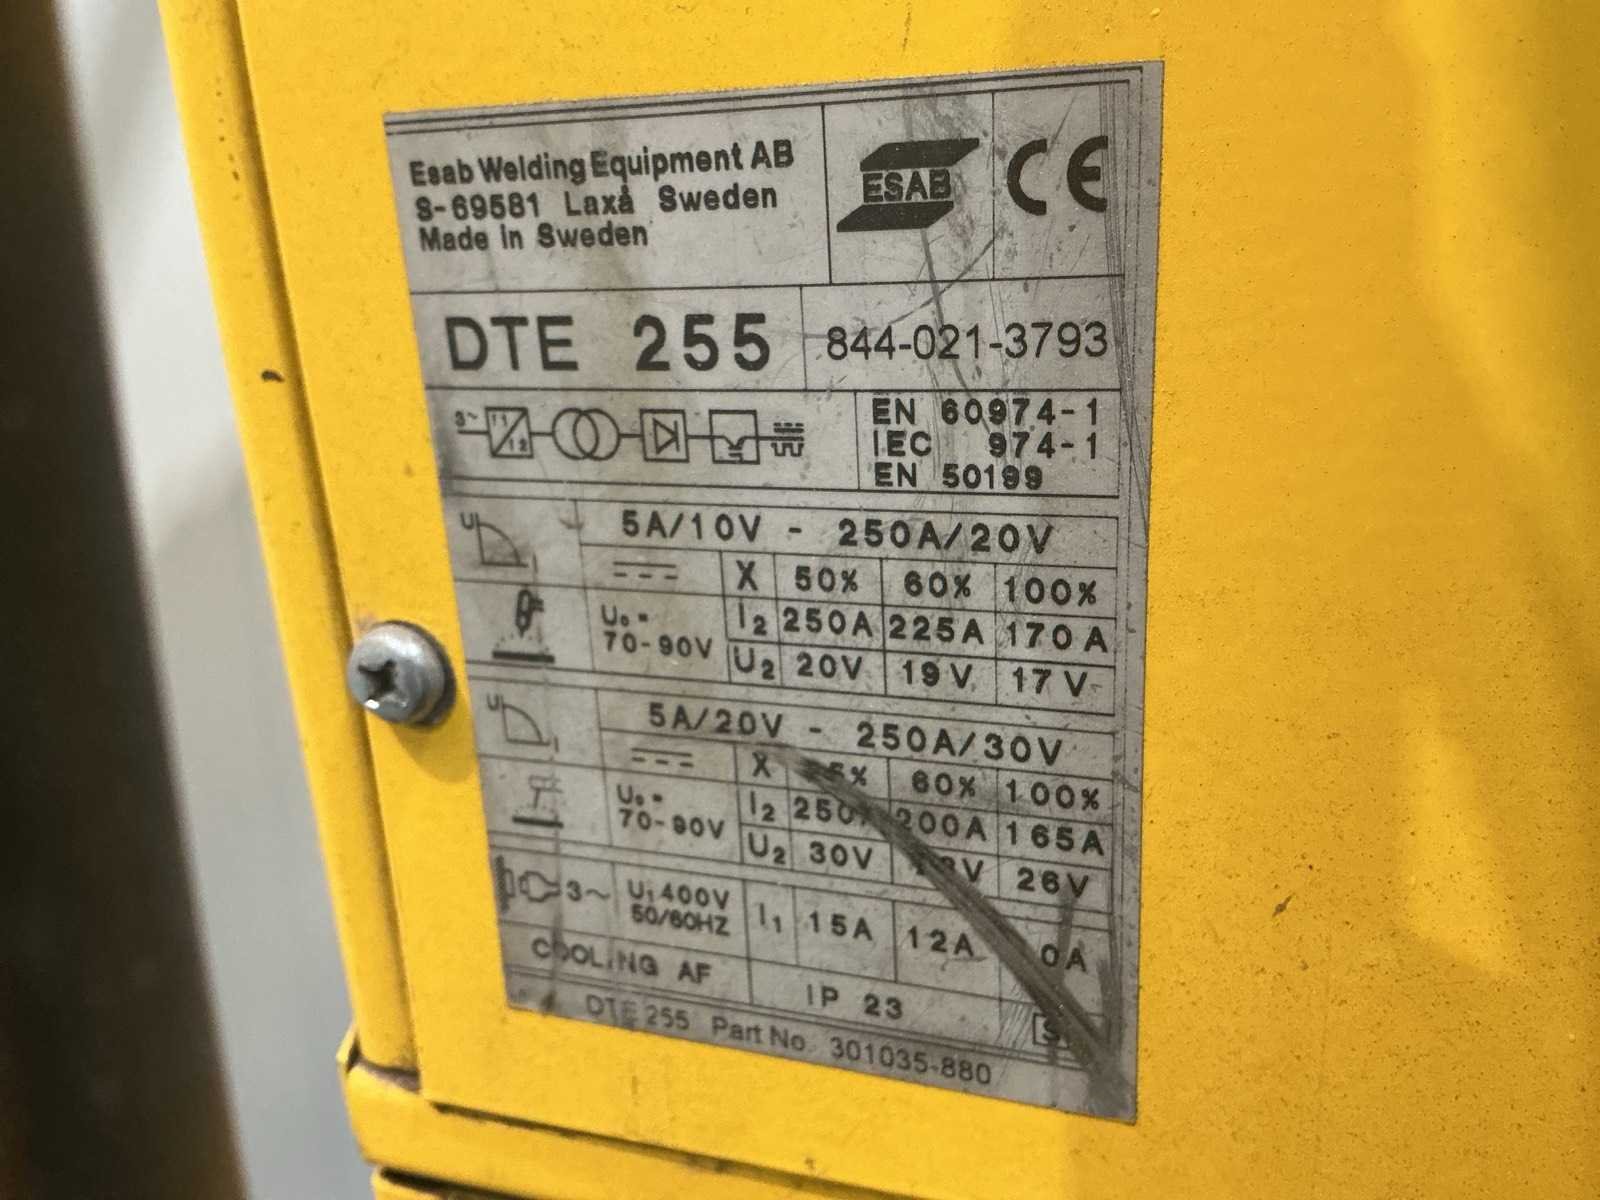 Esab Welding Equipment AB
S-69581 Laxå Sweden
Made in Sweden
ESAB
CE
DTE 255
844-021-3793
3~
EN 60974-1
IEC 974-1
EN 50199
U
5A/10V - 250A/20V
X 50% 60% 100%
U₀=
70-90V
I₂ 250A 225A 170A
U₂ 20V 19V 17V
U
5A/20V - 250A/30V
X 60% 100%
U₀=
70-90V
I₂ 200A 165A
U₂ 30V 26V
3~ U₁ 400V
50/60HZ
I₁ 15A 12A
COOLING AF
IP 23
S
DTE 255 Part No. 301035-880